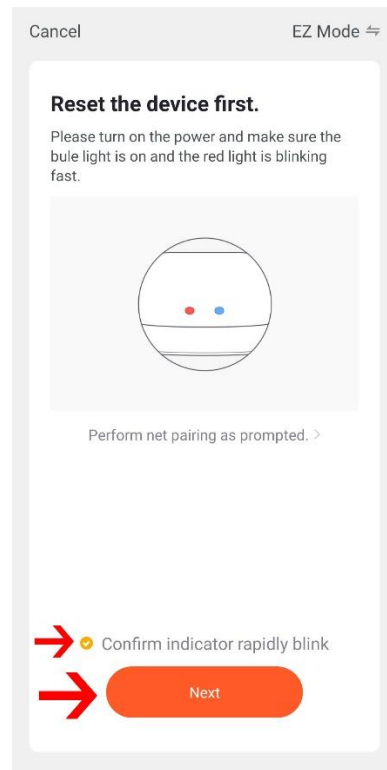 Cancel
EZ Mode
Reset the device first.
Please turn on the power and make sure the
bule light is on and the red light is blinking
fast.
Perform net pairing as prompted. >
Confirm indicator rapidly blink
Next